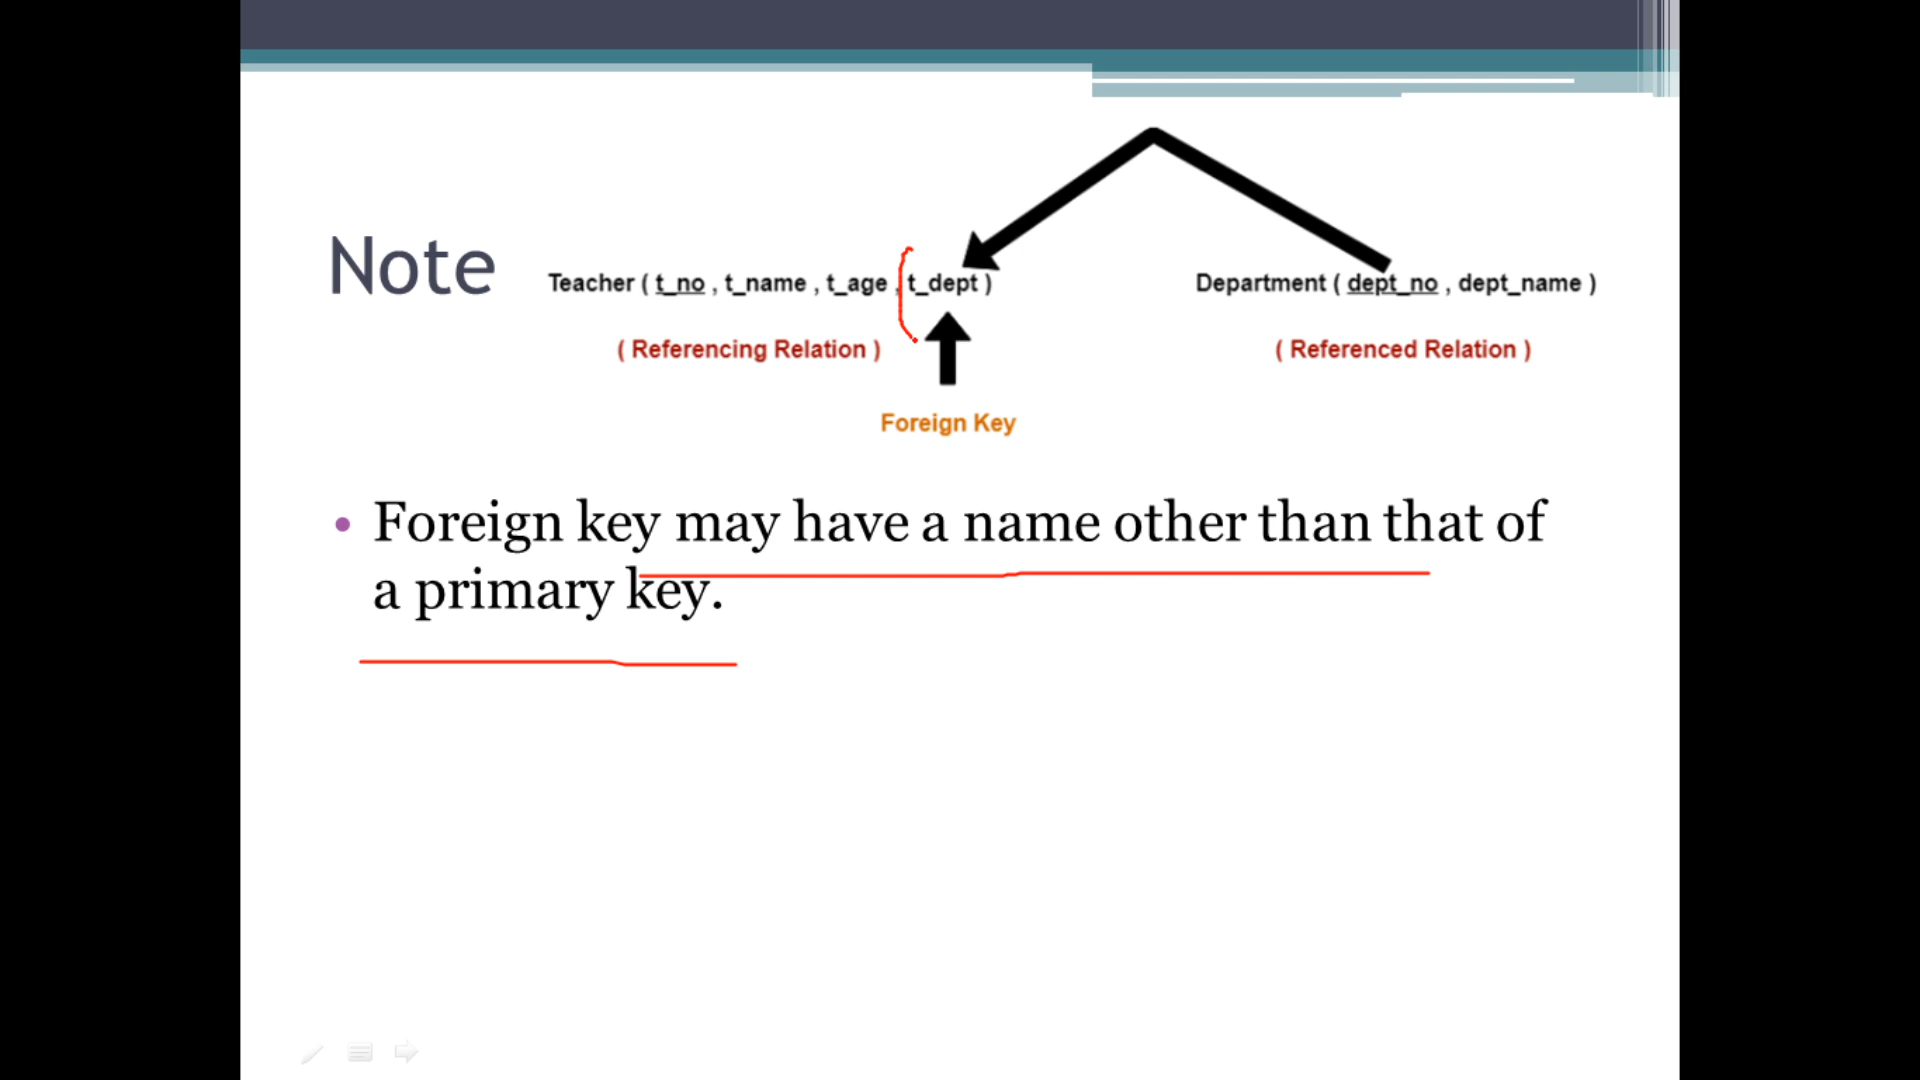 Note
Teacher ( t_no , t_name , t_age , t_dept )
Department ( dept_no , dept_name )
( Referencing Relation )
( Referenced Relation )
Foreign Key
• Foreign key may have a name other than that of
a primary key.